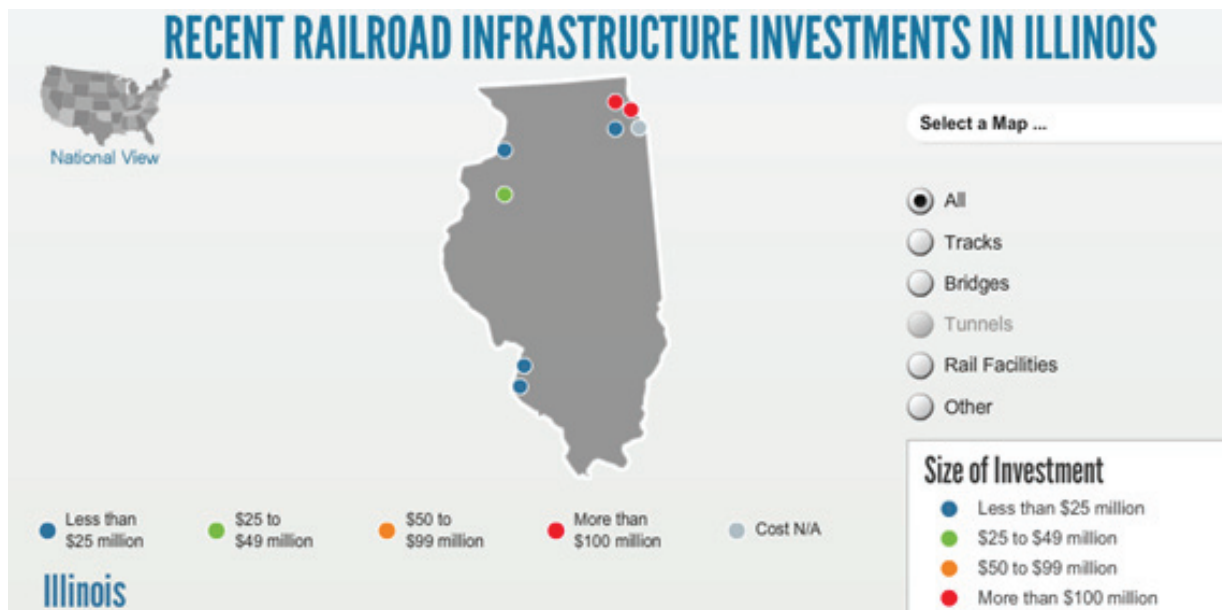 RECENT RAILROAD INFRASTRUCTURE INVESTMENTS IN ILLINOIS
National View
Select a Map ...
All
Tracks
Bridges
Tunnels
Rail Facilities
Other
Less than
$25 million
$25 to
$49 million
$50 to
$99 million
More than
$100 million
Cost N/A
Illinois
Size of Investment
Less than $25 million
$25 to $49 million
$50 to $99 million
More than $100 million